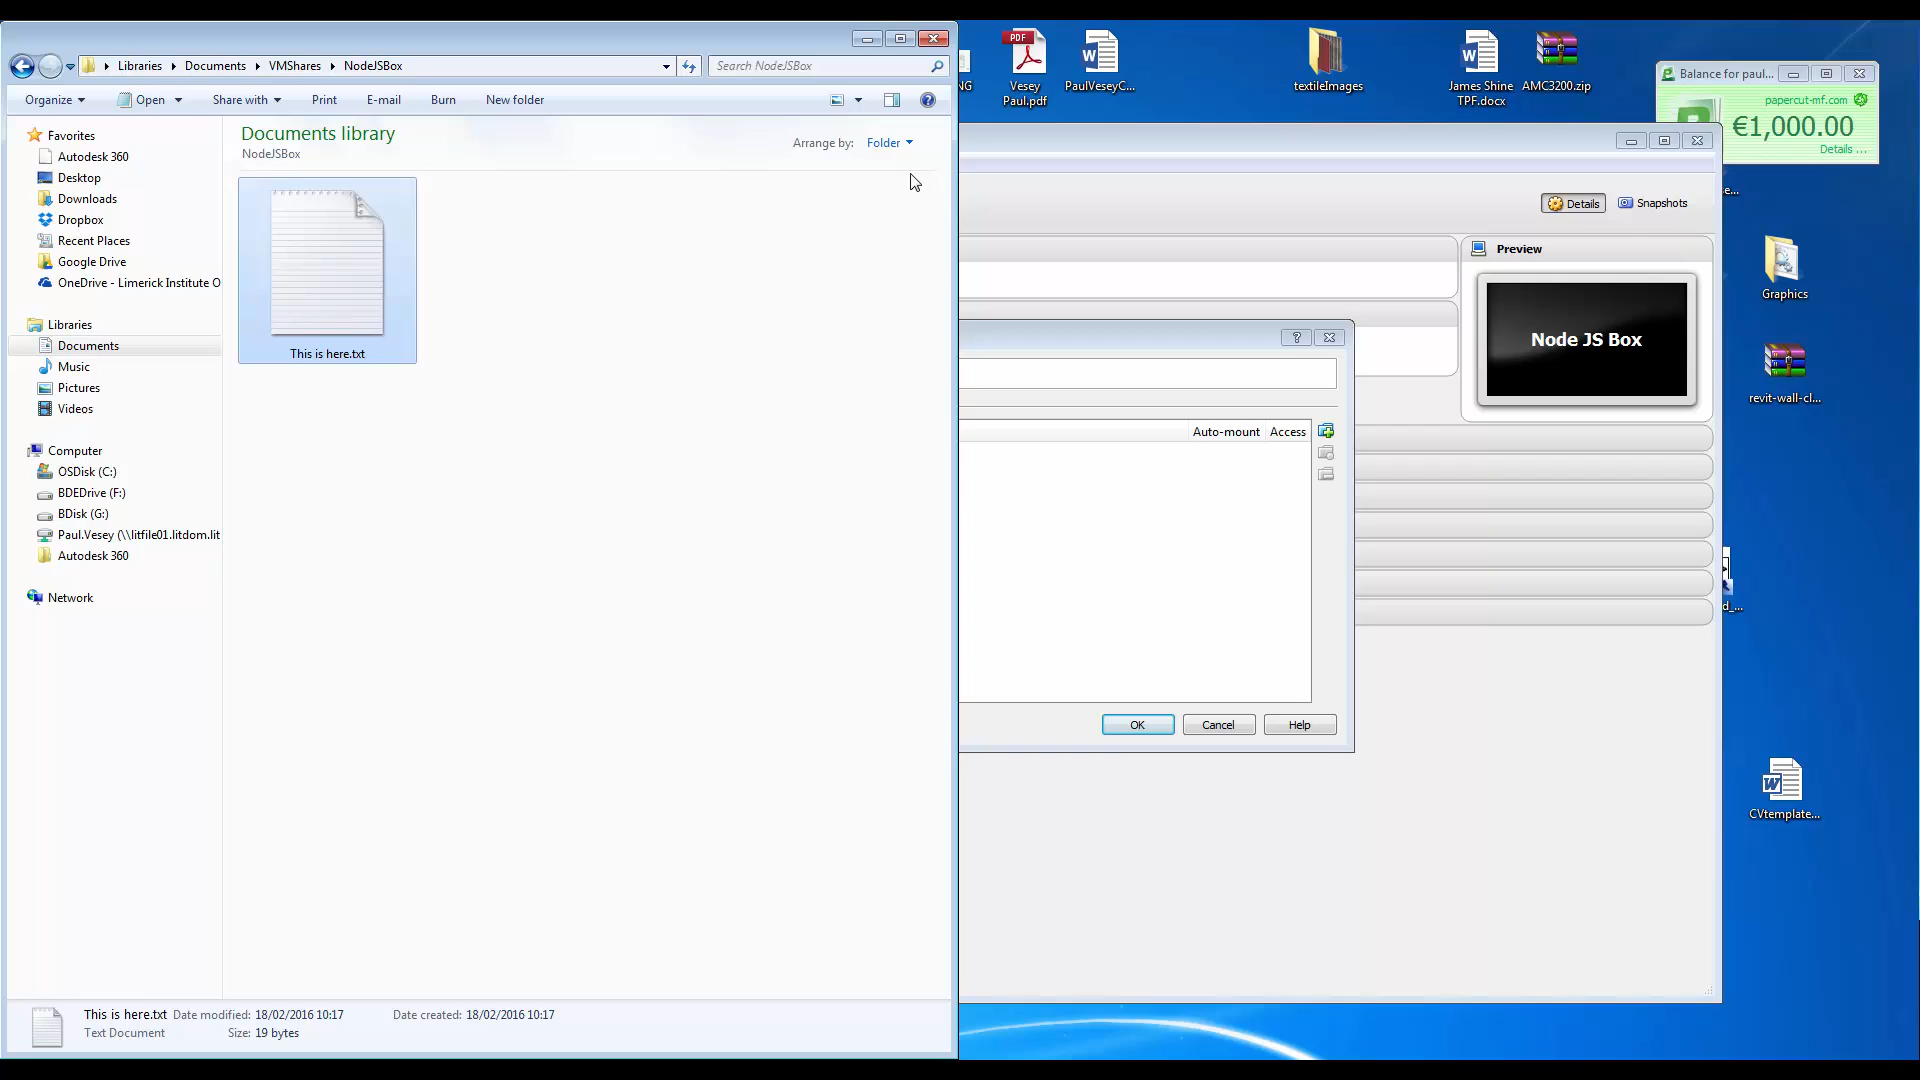 Libraries Documents VMShares NodeJSBox
Search NodeJSBox
Organize Open Share with Print E-mail Burn New folder
Favorites
Autodesk 360
Desktop
Downloads
Dropbox
Recent Places
Google Drive
OneDrive - Limerick Institute O
Libraries
Documents
Music
Pictures
Videos
Computer
OSDisk (C:)
BDEDrive (F:)
BDisk (G:)
Paul.Vesey (\\litfile01.litdom.lit
Autodesk 360
Network
Documents library
NodeJSBox
Arrange by: Folder
This is here.txt
This is here.txt Date modified: 18/02/2016 10:17 Date created: 18/02/2016 10:17
Text Document Size: 19 bytes
NG
PDF
Vesey
Paul.pdf
PaulVeseyC...
textileImages
James Shine
TPF.docx
AMC3200.zip
Balance for paul...
papercut-mf.com
€1,000.00
Details ...
e...
Details Snapshots
Preview
Node JS Box
Auto-mount Access
OK Cancel Help
Graphics
revit-wall-cl...
d_...
CVtemplate...